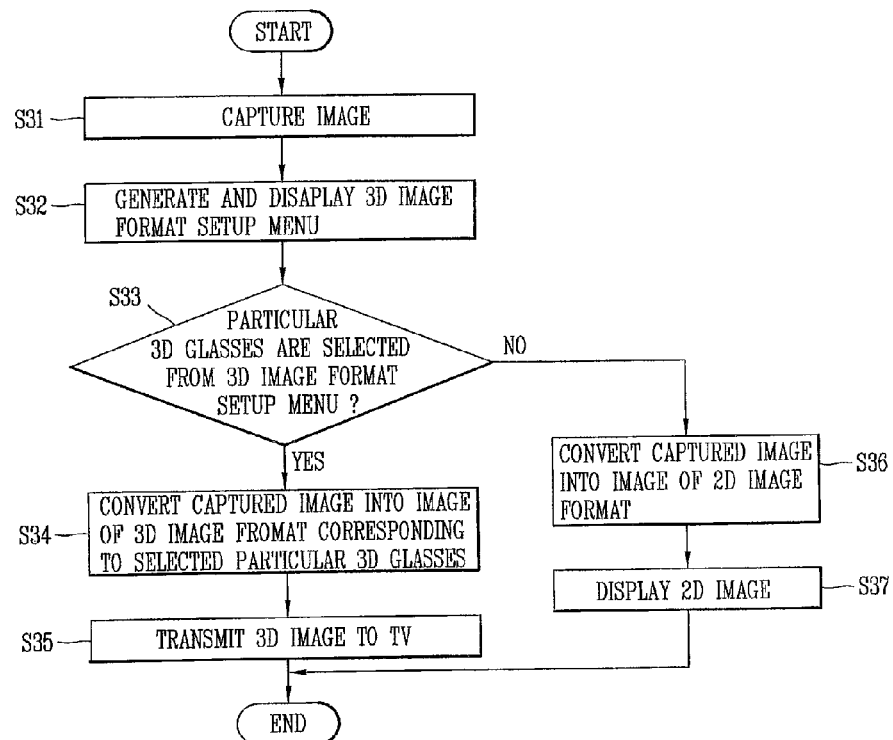 START
S31
CAPTURE IMAGE
S32
GENERATE AND DISAPLAY 3D IMAGE
FORMAT SETUP MENU
S33
PARTICULAR
3D GLASSES ARE SELECTED
FROM 3D IMAGE FORMAT
SETUP MENU ?
NO
YES
S34
CONVERT CAPTURED IMAGE INTO IMAGE
OF 3D IMAGE FROMAT CORRESPONDING
TO SELECTED PARTICULAR 3D GLASSES
CONVERT CAPTURED IMAGE
INTO IMAGE OF 2D IMAGE
FORMAT
S36
S35
TRANSMIT 3D IMAGE TO TV
DISPLAY 2D IMAGE
S37
END